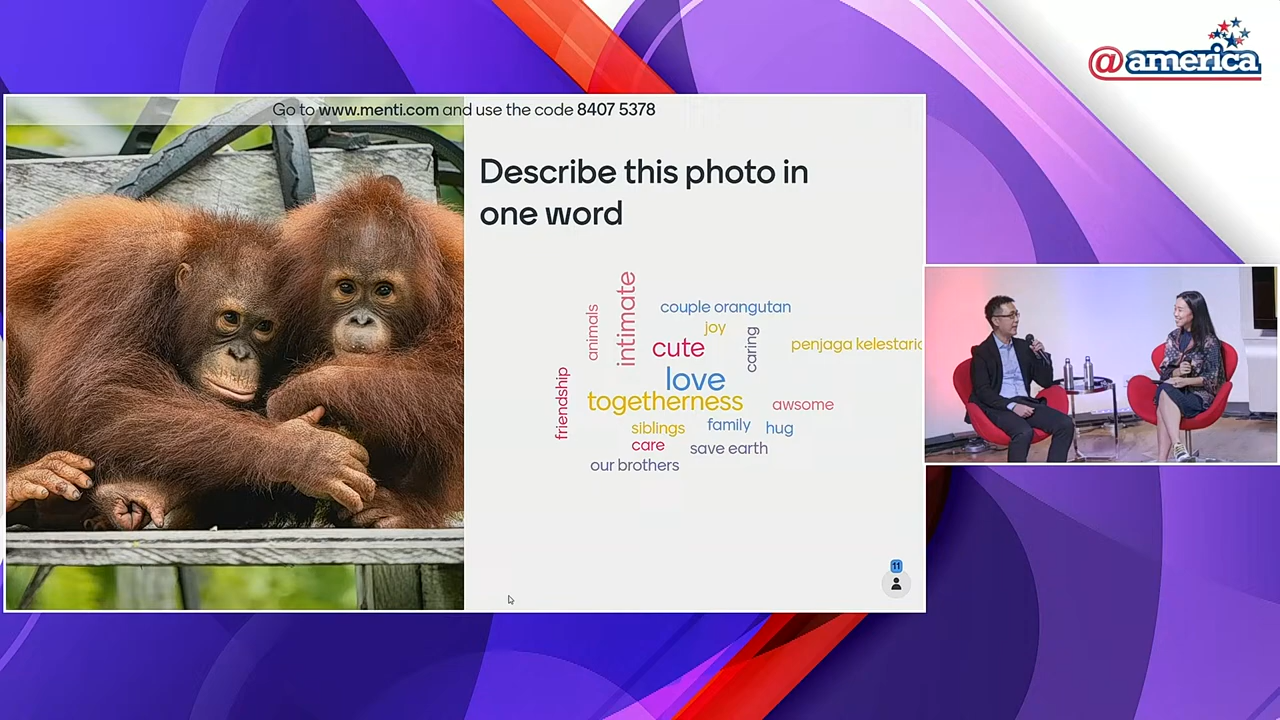 @america
Go to www.menti.com and use the code 8407 5378
Describe this photo in
one word
animals
intimate
couple orangutan
joy
cute
caring
penjaga kelestaric
love
friendship
togetherness
awsome
siblings
family
hug
care
save earth
our brothers
11